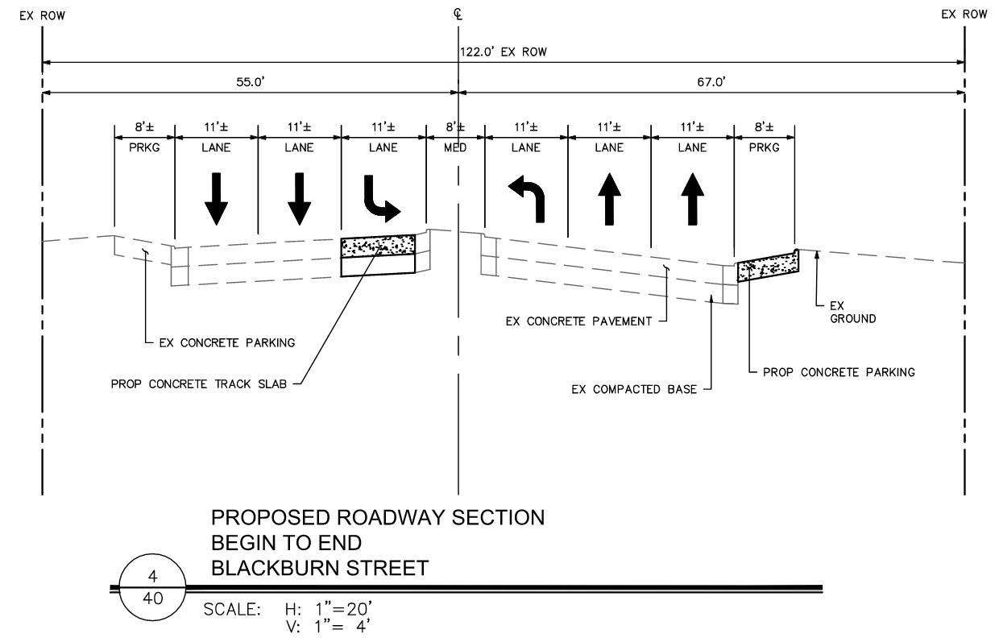 EX ROW
℄
EX ROW
122.0' EX ROW
55.0'
67.0'
8'± 11'± 11'± 11'± 8'± 11'± 11'± 11'± 8'±
PRKG LANE LANE LANE MED LANE LANE LANE PRKG
EX
GROUND
EX CONCRETE PAVEMENT
EX CONCRETE PARKING
PROP CONCRETE PARKING
PROP CONCRETE TRACK SLAB
EX COMPACTED BASE
PROPOSED ROADWAY SECTION
BEGIN TO END
BLACKBURN STREET
4
40
SCALE: H: 1"=20'
V: 1"= 4'